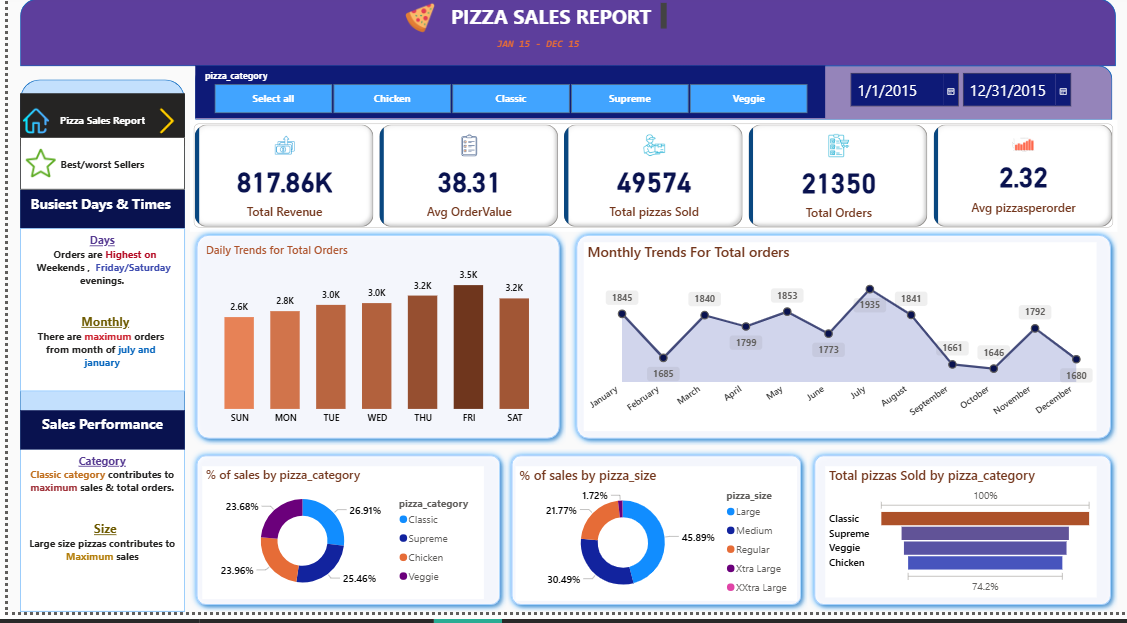 PIZZA SALES REPORT
JAN 15 - DEC 15
pizza_category
Select all
Chicken
Classic
Supreme
Veggie
1/1/2015
12/31/2015
Pizza Sales Report
Best/worst Sellers
Busiest Days & Times
Days
Orders are Highest on
Weekends , Friday/Saturday
evenings.
Monthly
There are maximum orders
from month of july and
january
Sales Performance
Category
Classic category contributes to
maximum sales & total orders.
Size
Large size pizzas contributes to
Maximum sales
817.86K
Total Revenue
38.31
Avg OrderValue
49574
Total pizzas Sold
21350
Total Orders
2.32
Avg pizzasperorder
Daily Trends for Total Orders
2.6K
2.8K
3.0K
3.0K
3.2K
3.5K
3.2K
SUN
MON
TUE
WED
THU
FRI
SAT
Monthly Trends For Total orders
1845
1685
1840
1799
1853
1773
1935
1841
1661
1646
1792
1680
January
February
March
April
May
June
July
August
September
October
November
December
% of sales by pizza_category
23.68%
26.91%
23.96%
25.46%
pizza_category
Classic
Supreme
Chicken
Veggie
% of sales by pizza_size
1.72%
21.77%
45.89%
30.49%
pizza_size
Large
Medium
Regular
Xtra Large
XXtra Large
Total pizzas Sold by pizza_category
100%
Classic
Supreme
Veggie
Chicken
74.2%